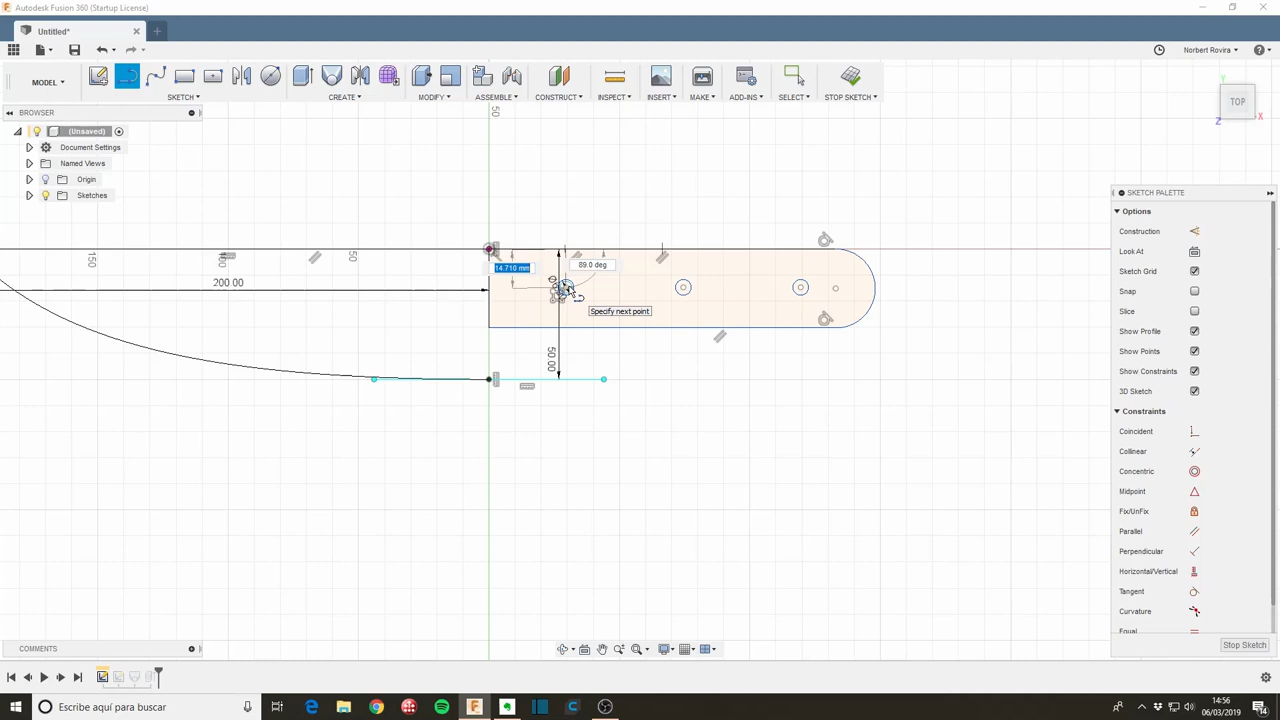 Autodesk Fusion 360 (Startup License)
Untitled*
Norbert Rovira
MODEL
SKETCH
CREATE
MODIFY
ASSEMBLE
CONSTRUCT
INSPECT
INSERT
MAKE
ADD-INS
SELECT
STOP SKETCH
BROWSER
(Unsaved)
Document Settings
Named Views
Origin
Sketches
TOP
Y
X
Z
50
150
100
50
200.00
14.710 mm
89.0 deg
Specify next point
50.00
SKETCH PALETTE
Options
Construction
Look At
Sketch Grid
Snap
Slice
Show Profile
Show Points
Show Constraints
3D Sketch
Constraints
Coincident
Collinear
Concentric
Midpoint
Fix/UnFix
Parallel
Perpendicular
Horizontal/Vertical
Tangent
Curvature
Equal
Stop Sketch
COMMENTS
Escribe aquí para buscar
14:56
06/03/2019
14